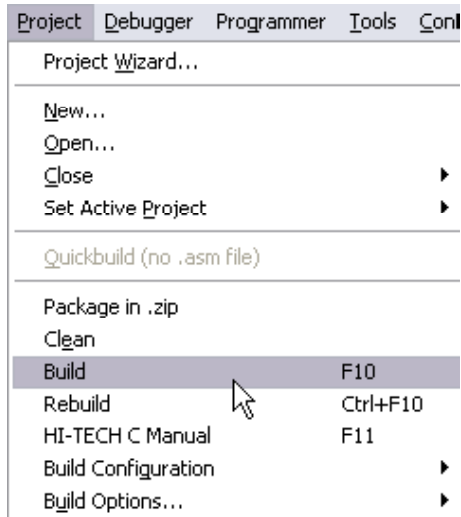 Project Debugger Programmer Tools
Project Wizard...
New...
Open...
Close
Set Active Project
Quickbuild (no .asm file)
Package in .zip
Clean
Build F10
Rebuild Ctrl+F10
HI-TECH C Manual F11
Build Configuration
Build Options...